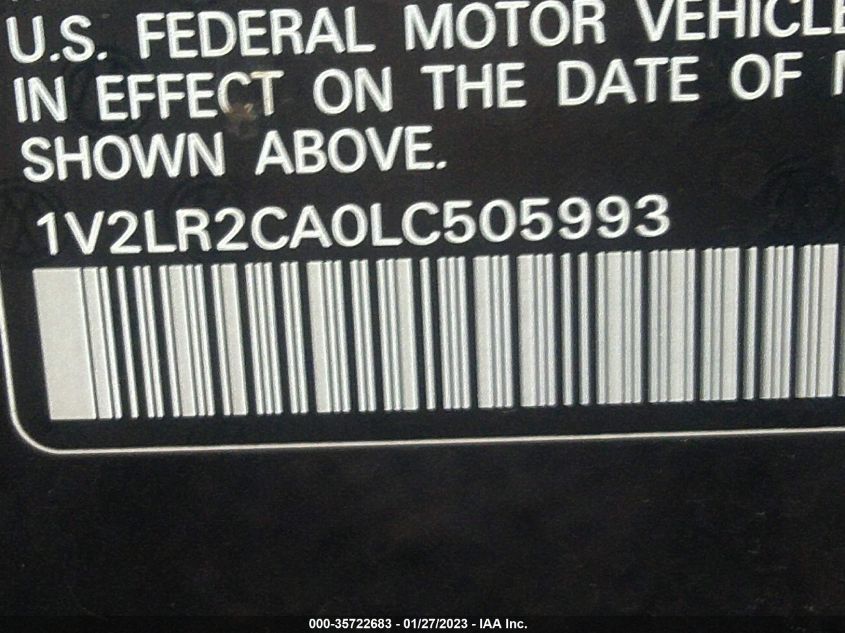 U.S. FEDERAL MOTOR VEHICLE
IN EFFECT ON THE DATE OF
SHOWN ABOVE.
1V2LR2CA0LC505993
000-35722683 - 01/27/2023 - IAA Inc.